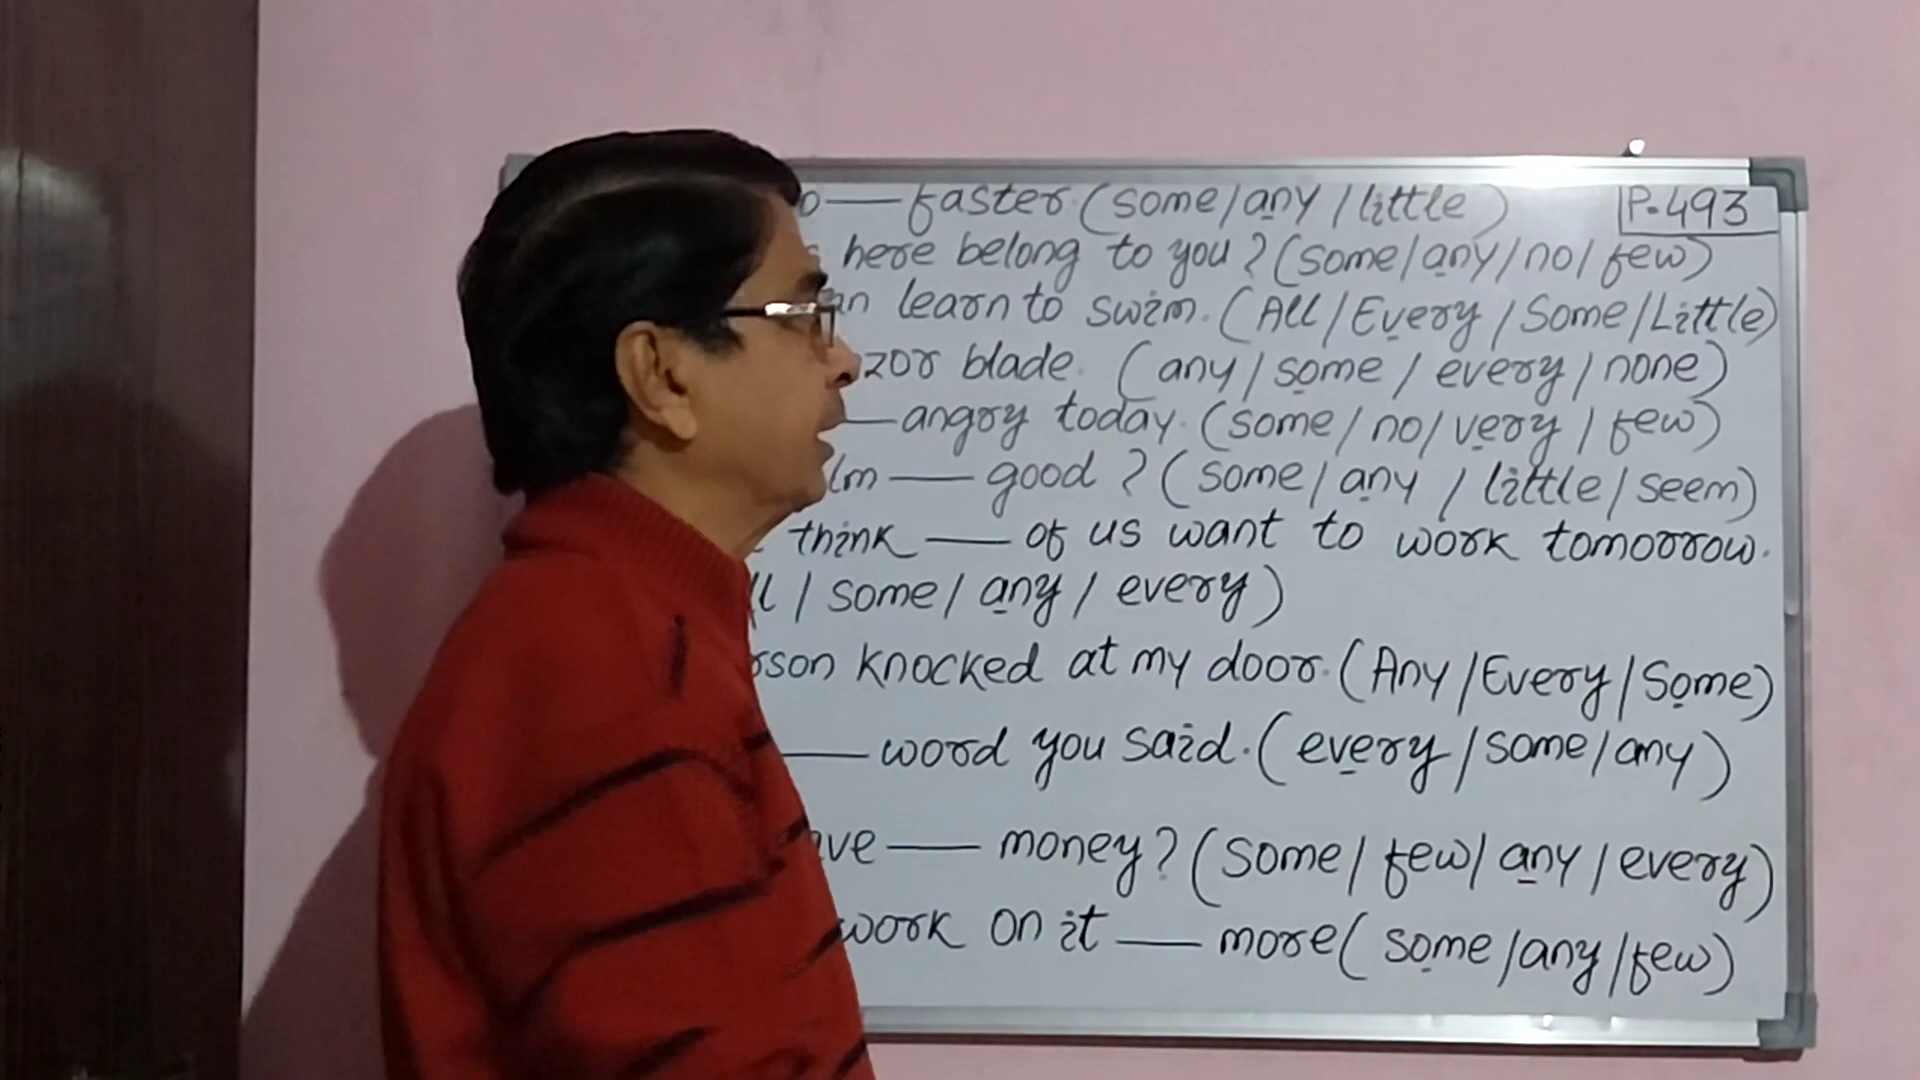 faster (some/any/little)
P-493
here belong to you? (some/any/no/few)
learn to swim. (All/Every/Some/Little)
blade. (any/some/every/none)
angry today. (some/no/very/few)
good? (some/any/little/seem)
think — of us want to work tomorrow.
/some/any/every)
knocked at my door. (Any/Every/Some)
— word you said. (every/some/any)
— money? (some/few/any/every)
work on it — more (some/any/few)